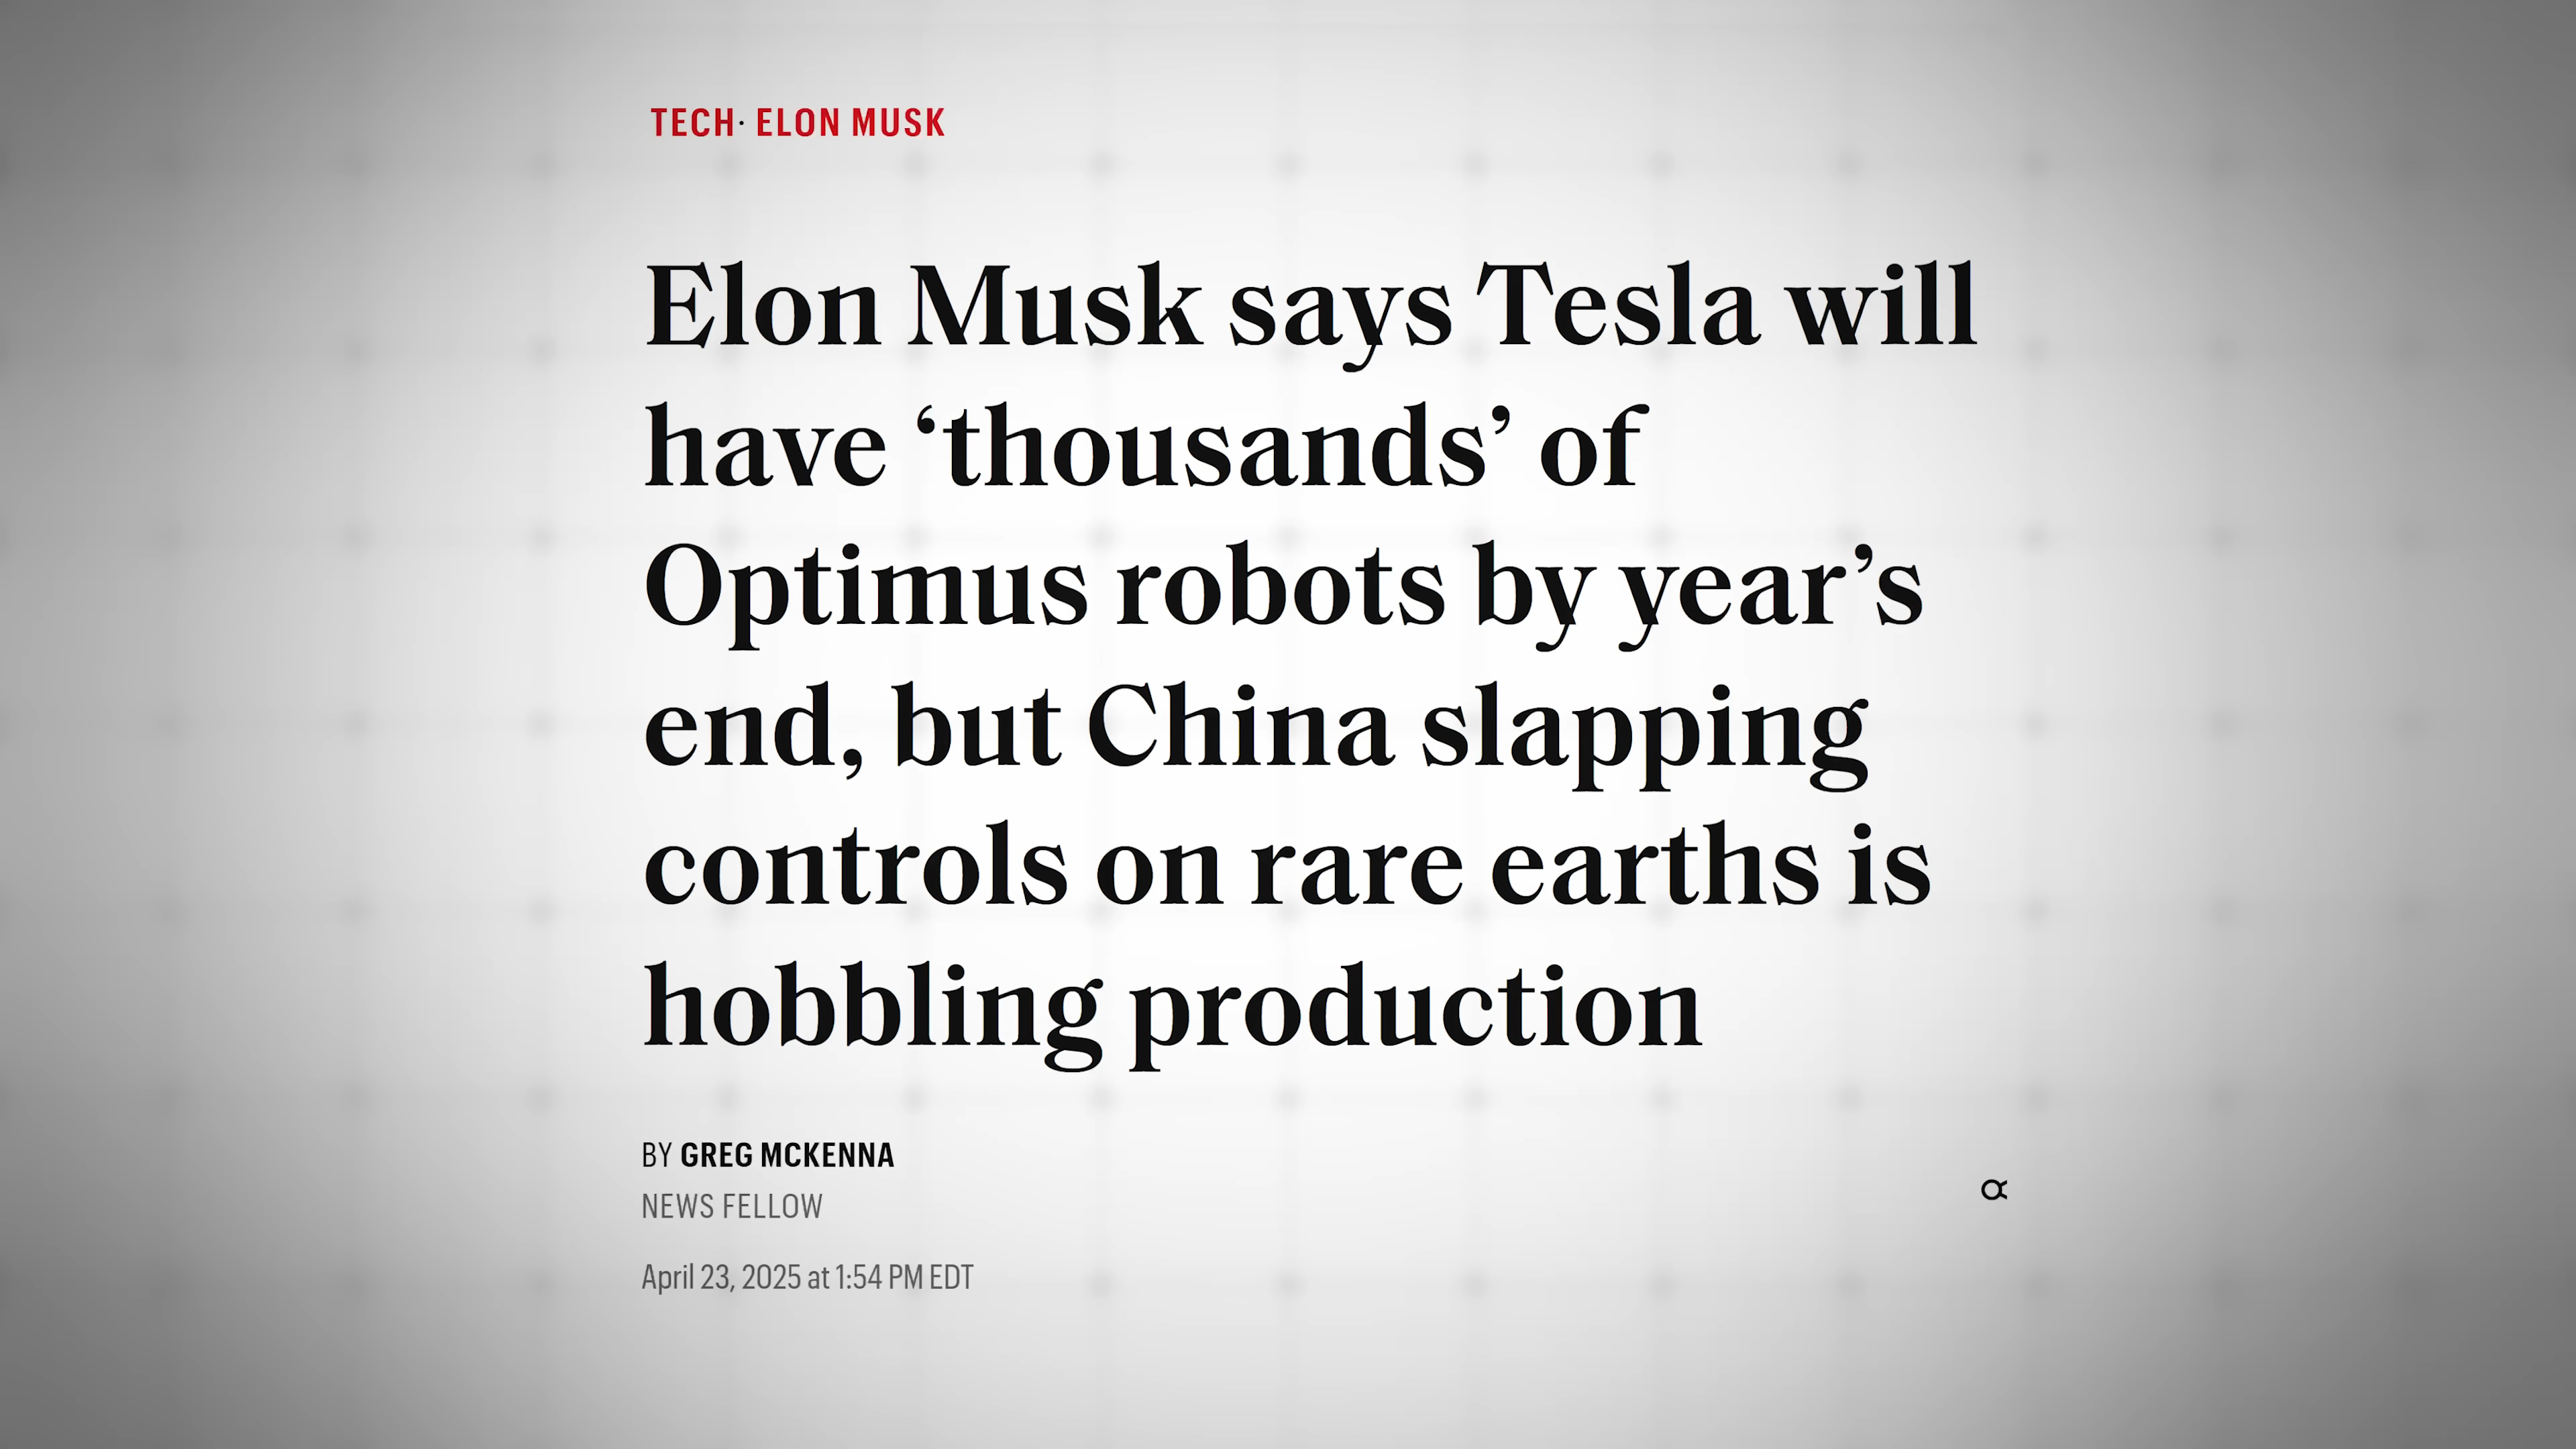 TECH· ELON MUSK
Elon Musk says Tesla will
have ‘thousands’ of
Optimus robots by year’s
end, but China slapping
controls on rare earths is
hobbling production
BY GREG MCKENNA
NEWS FELLOW
April 23, 2025 at 1:54 PM EDT